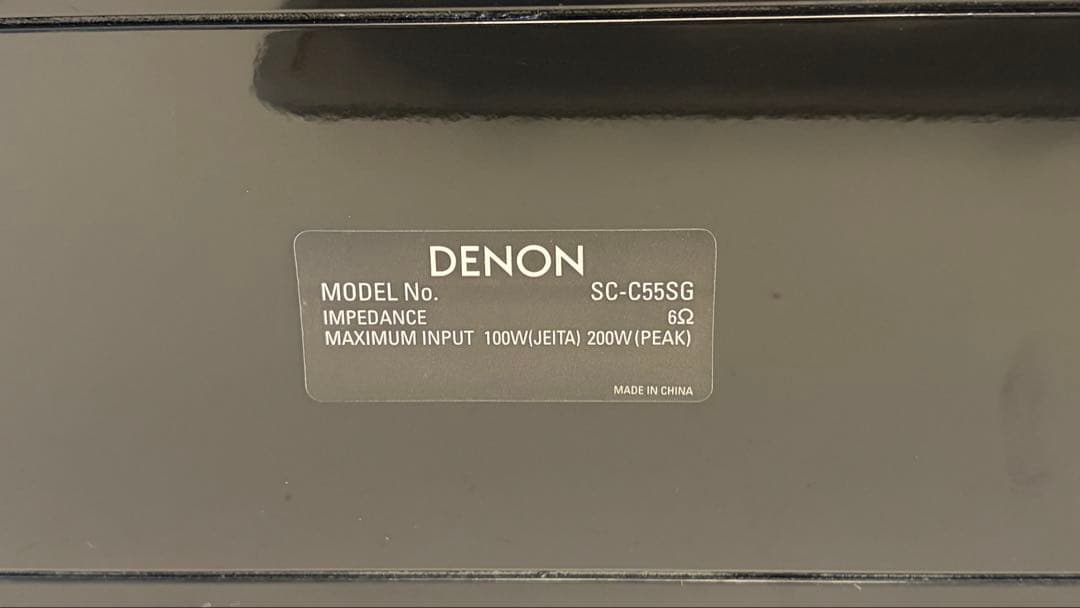 DENON
MODEL No. SC-C55SG
IMPEDANCE 6Ω
MAXIMUM INPUT 100W(JEITA) 200W(PEAK)
MADE IN CHINA